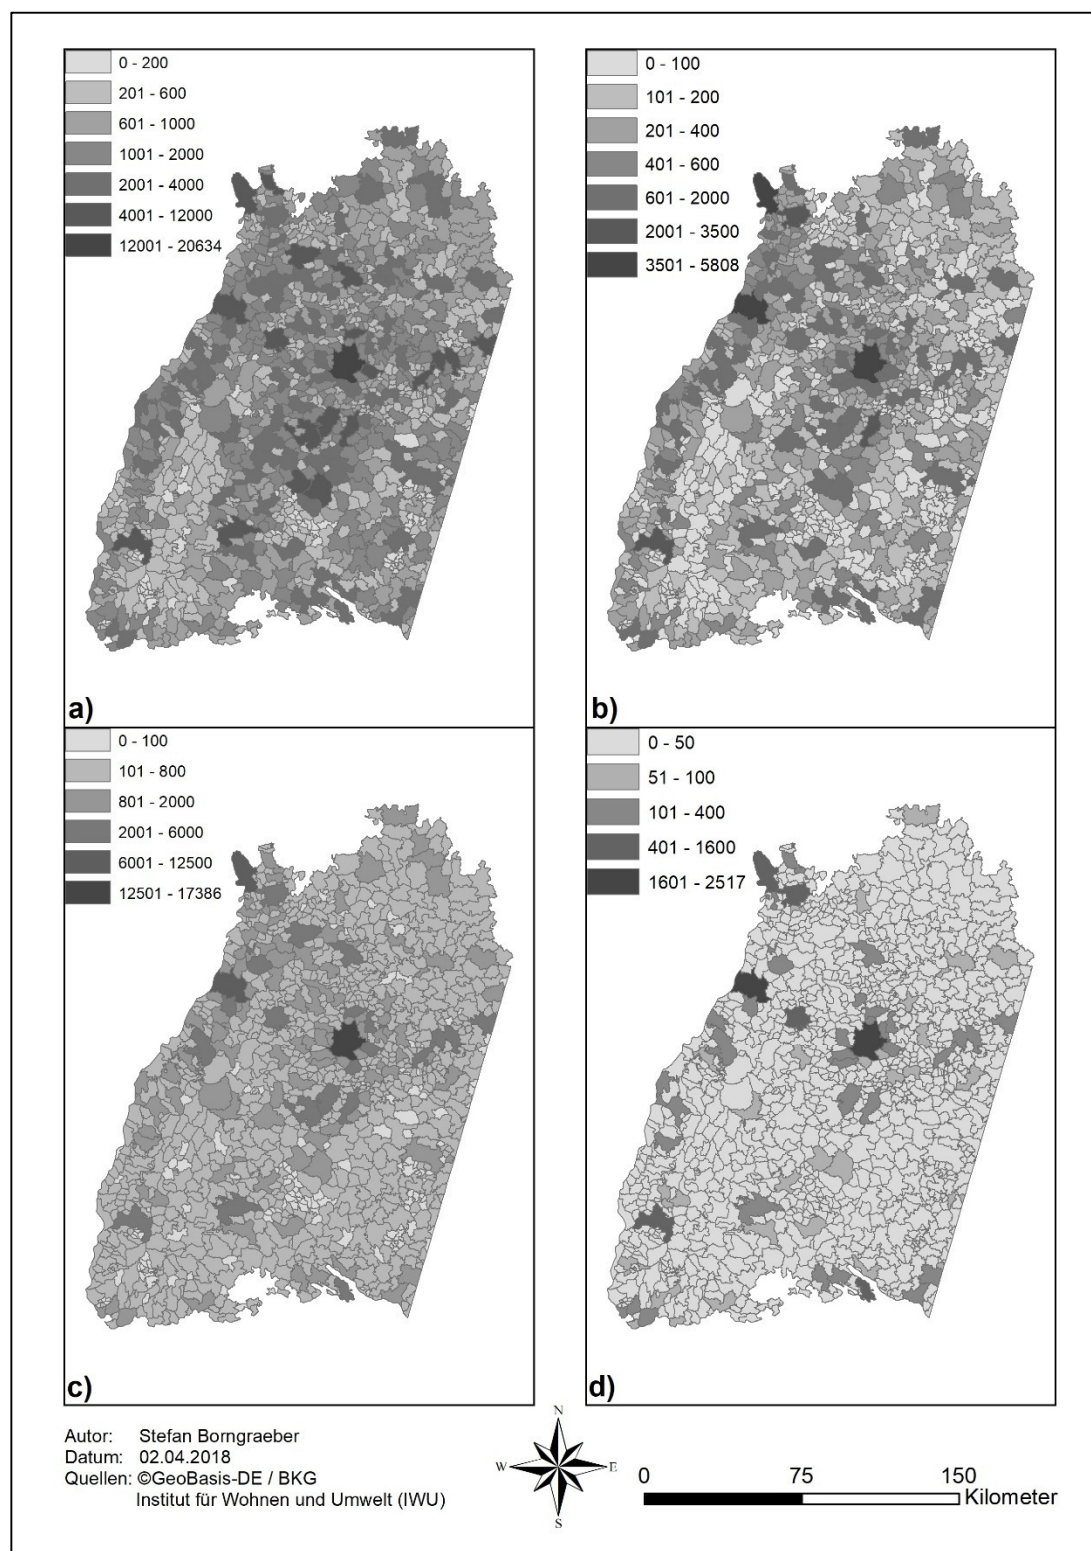 0 - 200
201 - 600
601 - 1000
1001 - 2000
2001 - 4000
4001 - 12000
12001 - 20634
a)
0 - 100
101 - 200
201 - 400
401 - 600
601 - 2000
2001 - 3500
3501 - 5808
b)
0 - 100
101 - 800
801 - 2000
2001 - 6000
6001 - 12500
12501 - 17386
c)
0 - 50
51 - 100
101 - 400
401 - 1600
1601 - 2517
d)
Autor: Stefan Borngraeber
Datum: 02.04.2018
Quellen: ©GeoBasis-DE / BKG
Institut für Wohnen und Umwelt (IWU)
N
W E
S
0 75 150
Kilometer